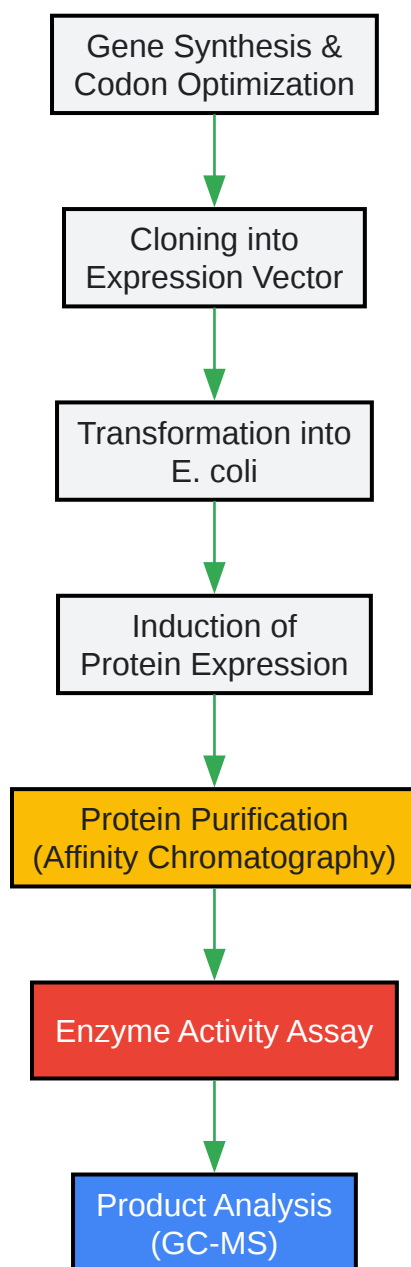 Gene Synthesis &
Codon Optimization
Cloning into
Expression Vector
Transformation into
E. coli
Induction of
Protein Expression
Protein Purification
(Affinity Chromatography)
Enzyme Activity Assay
Product Analysis
(GC-MS)